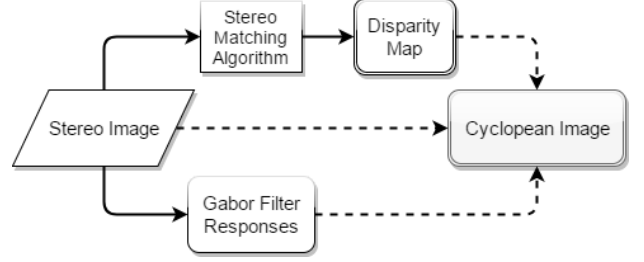 Stereo
Matching
Algorithm
Disparity
Map
Stereo Image
Cyclopean Image
Gabor Filter
Responses